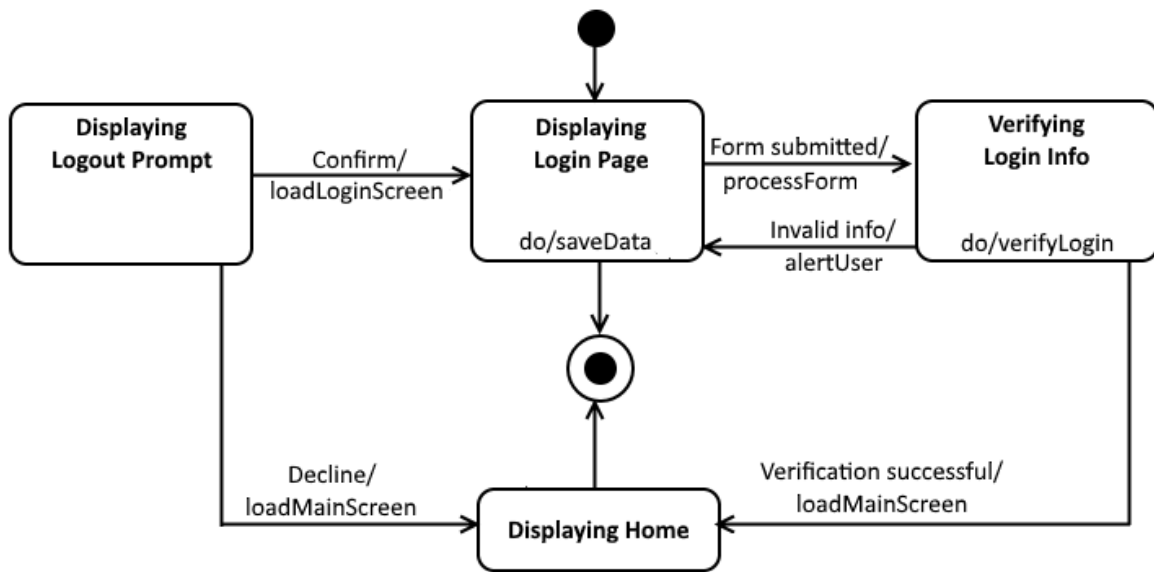 Displaying
Logout Prompt
Confirm/
loadLoginScreen
Displaying
Login Page
do/saveData
Form submitted/
processForm
Invalid info/
alertUser
Verifying
Login Info
do/verifyLogin
Decline/
loadMainScreen
Displaying Home
Verification successful/
loadMainScreen